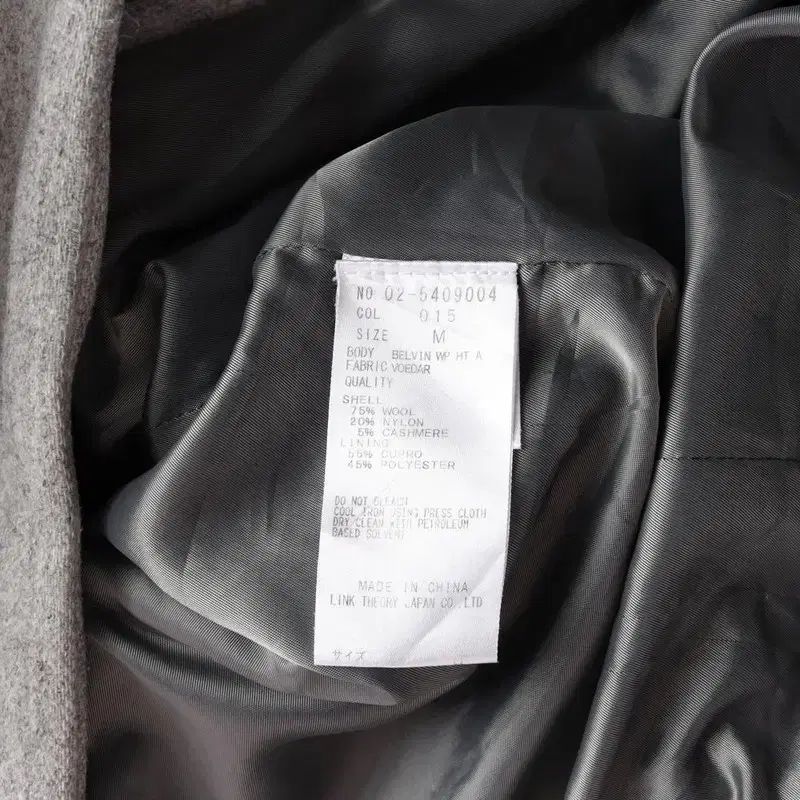 NO 02-5409004
COL 015
SIZE M
BODY BELVIN WP HT A
FABRIC VOEDAR
QUALITY
SHELL
75% WOOL
20% NYLON
5% CASHMERE
LINING
55% CUPRO
45% POLYESTER
DO NOT BLEACH
COOL IRON USING PRESS CLOTH
DRY CLEAN WITH PETROLEUM
BASED SOLVENT
MADE IN CHINA
LINK THEORY JAPAN CO.,LTD
サイズ